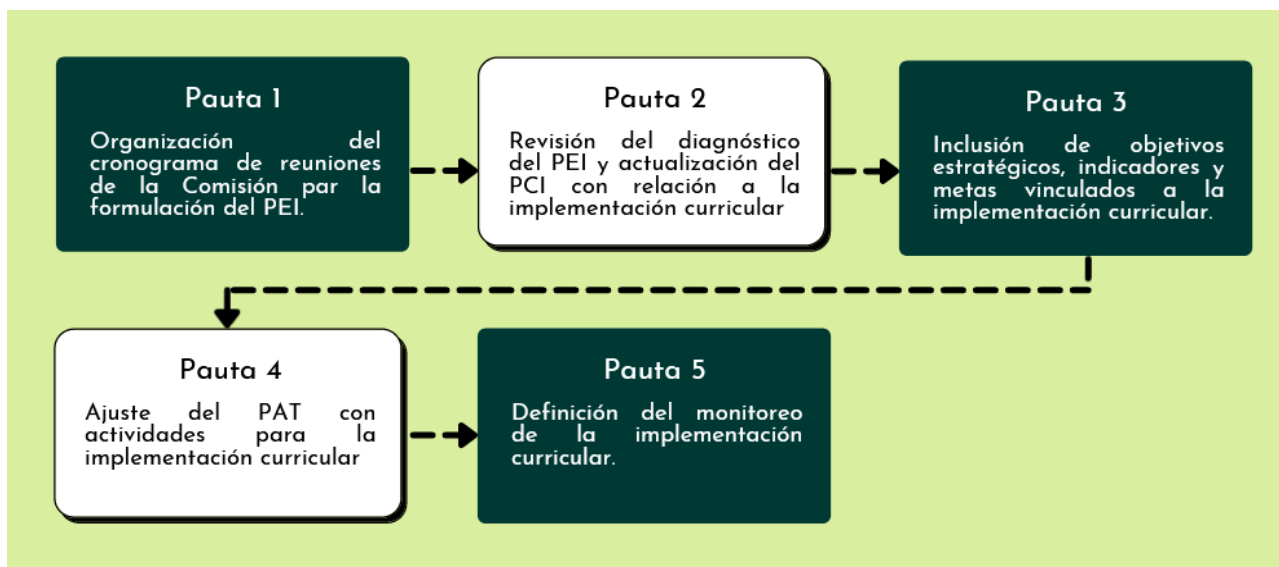 Pauta 1
Organización del
cronograma de reuniones
de la Comisión par la
formulación del PEI.
Pauta 2
Revisión del diagnóstico
del PEI y actualización del
PCI con relación a la
implementación curricular
Pauta 3
Inclusión de objetivos
estratégicos, indicadores y
metas vinculados a la
implementación curricular.
Pauta 4
Ajuste del PAT con
actividades para la
implementación curricular
Pauta 5
Definición del monitoreo
de la implementación
curricular.